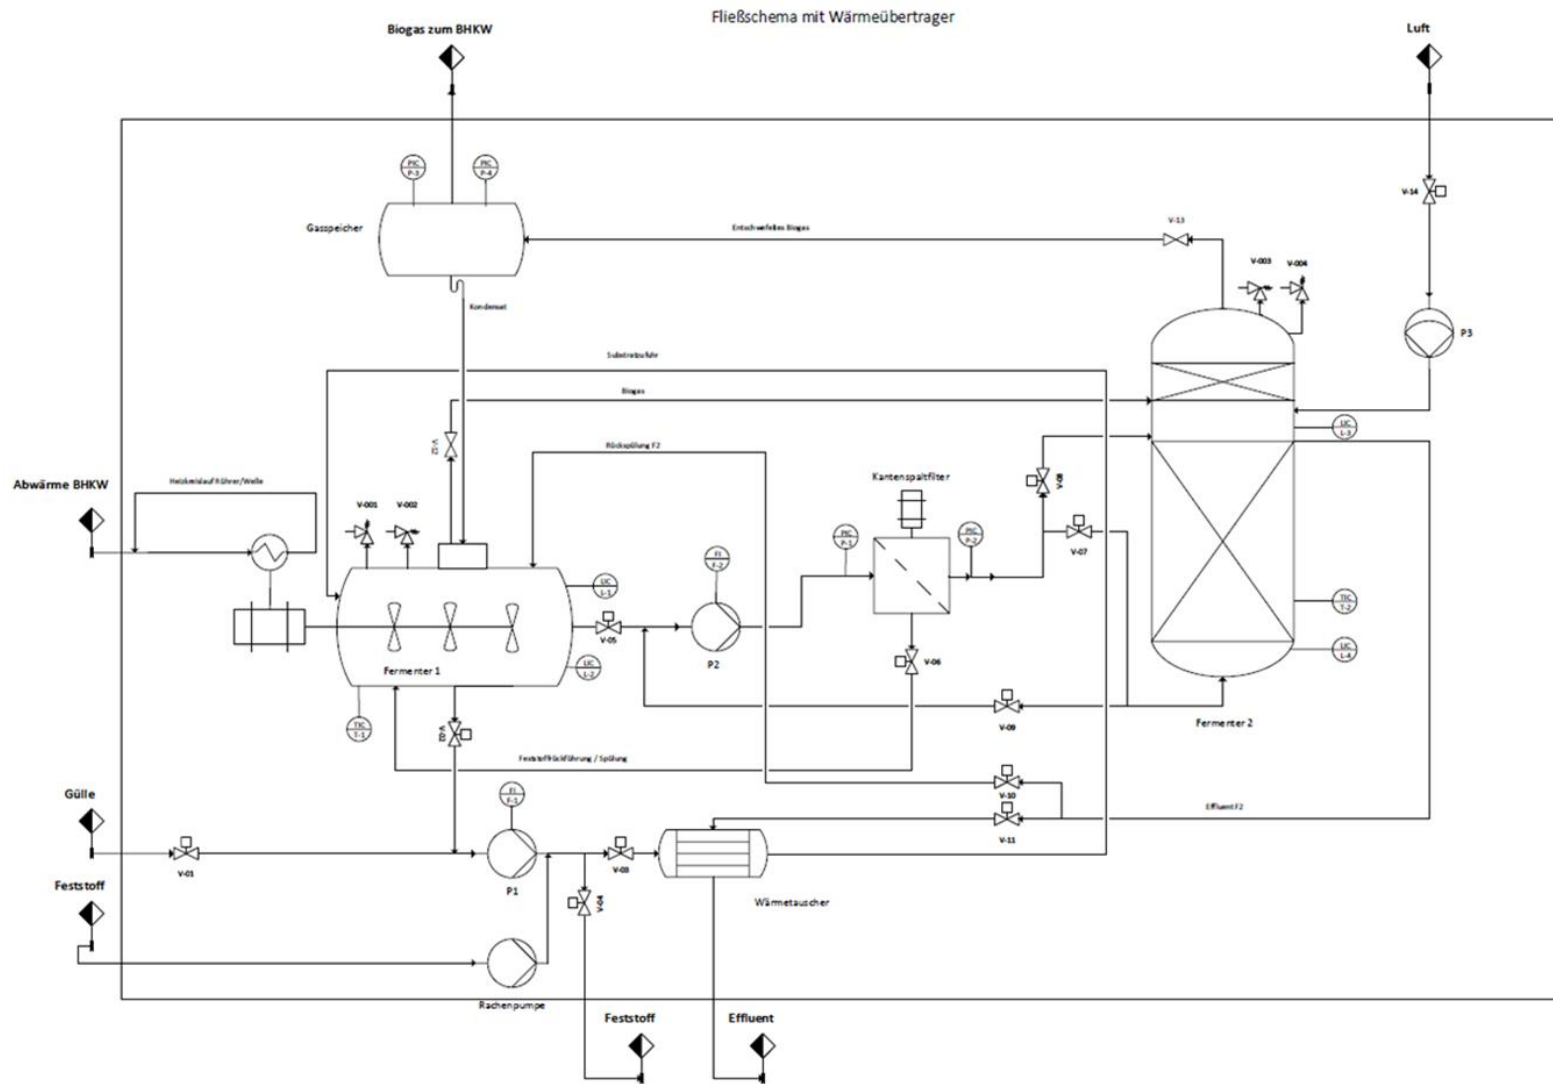 Fließschema mit Wärmeübertrager
Biogas zum BHKW
Luft
PIC
P-3
PIC
P-4
V-14
Gasspeicher
Entschwefeltes Biogas
V-13
V-003
V-004
Kondensat
P3
Substratzufuhr
Biogas
V-12
Rückspülung F2
LIC
L-3
Abwärme BHKW
Heizkreislauf Rührer/Welle
V-001
V-002
Kantenspaltfilter
V-08
PIC
P-1
PIC
P-2
V-07
FI
F-2
LIC
L-1
TIC
T-2
V-05
P2
LIC
L-2
V-06
LIC
L-4
Fermenter 1
TIC
T-1
V-02
V-09
Fermenter 2
Feststoffrückführung / Spülung
Gülle
FI
F-1
V-10
Effluent F2
V-11
V-01
P1
V-03
Feststoff
V-04
Wärmetauscher
Rachenpumpe
Feststoff
Effluent